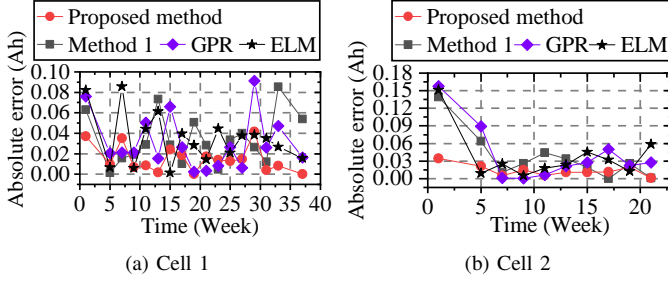 Proposed method
Method 1 GPR ELM
Absolute error (Ah)
0.10
0.08
0.06
0.04
0.02
0.00
0 5 10 15 20 25 30 35 40
Time (Week)
(a) Cell 1
Proposed method
Method 1 GPR ELM
Absolute error (Ah)
0.18
0.15
0.12
0.09
0.06
0.03
0.00
0 5 10 15 20
Time (Week)
(b) Cell 2